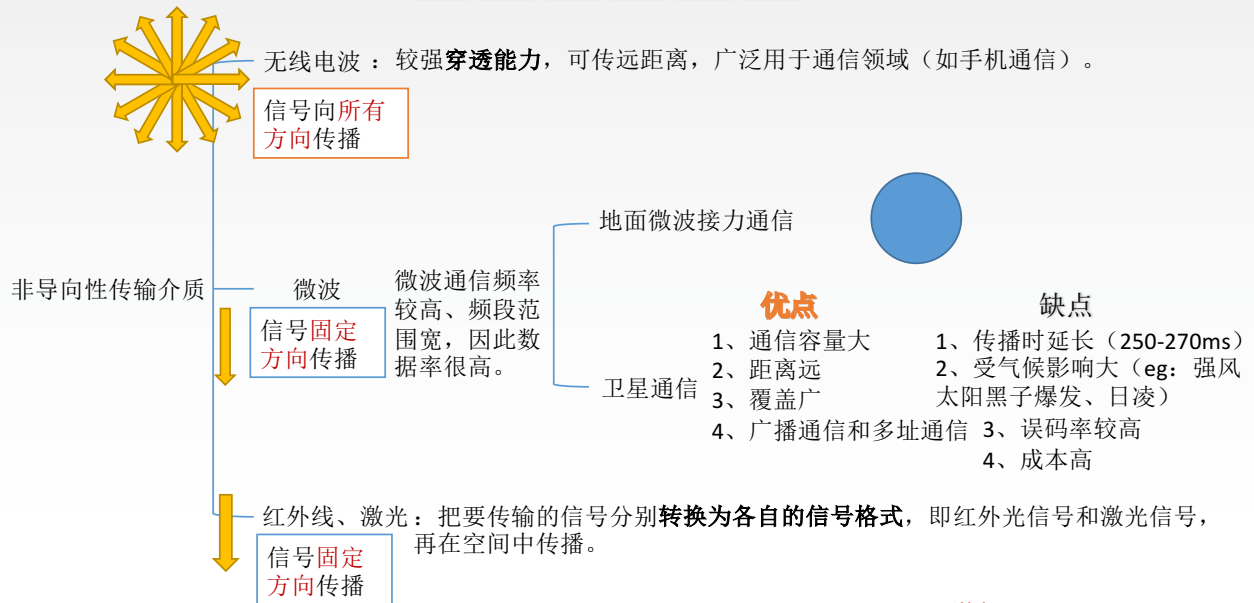 无线电波：较强穿透能力，可传远距离，广泛用于通信领域（如手机通信）。
信号向所有
方向传播
非导向性传输介质
微波
信号固定
方向传播
微波通信频率
较高、频段范
围宽，因此数
据率很高。
地面微波接力通信
卫星通信
优点
1、通信容量大
2、距离远
3、覆盖广
4、广播通信和多址通信
缺点
1、传播时延长（250-270ms）
2、受气候影响大（eg：强风
太阳黑子爆发、日凌）
3、误码率较高
4、成本高
红外线、激光：把要传输的信号分别转换为各自的信号格式，即红外光信号和激光信号，
再在空间中传播。
信号固定
方向传播